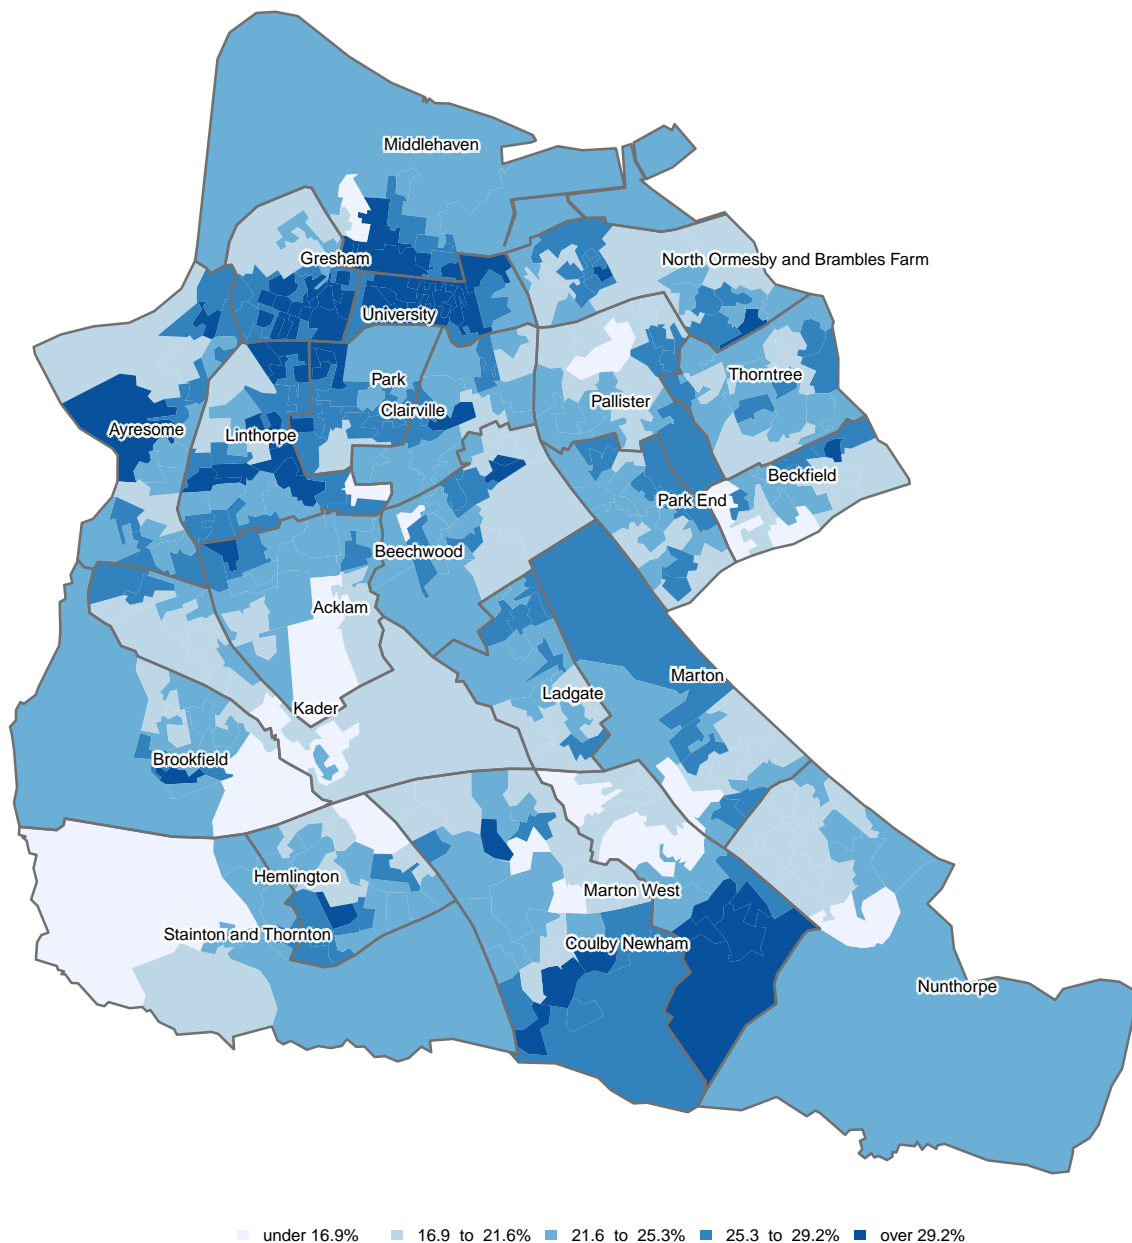 Middlehaven
Gresham
North Ormesby and Brambles Farm
University
Park
Thorntree
Clairville
Pallister
Ayresome
Linthorpe
Beckfield
Park End
Beechwood
Acklam
Marton
Ladgate
Kader
Brookfield
Hemlington
Marton West
Stainton and Thornton
Coulby Newham
Nunthorpe
under 16.9% 16.9 to 21.6% 21.6 to 25.3% 25.3 to 29.2% over 29.2%